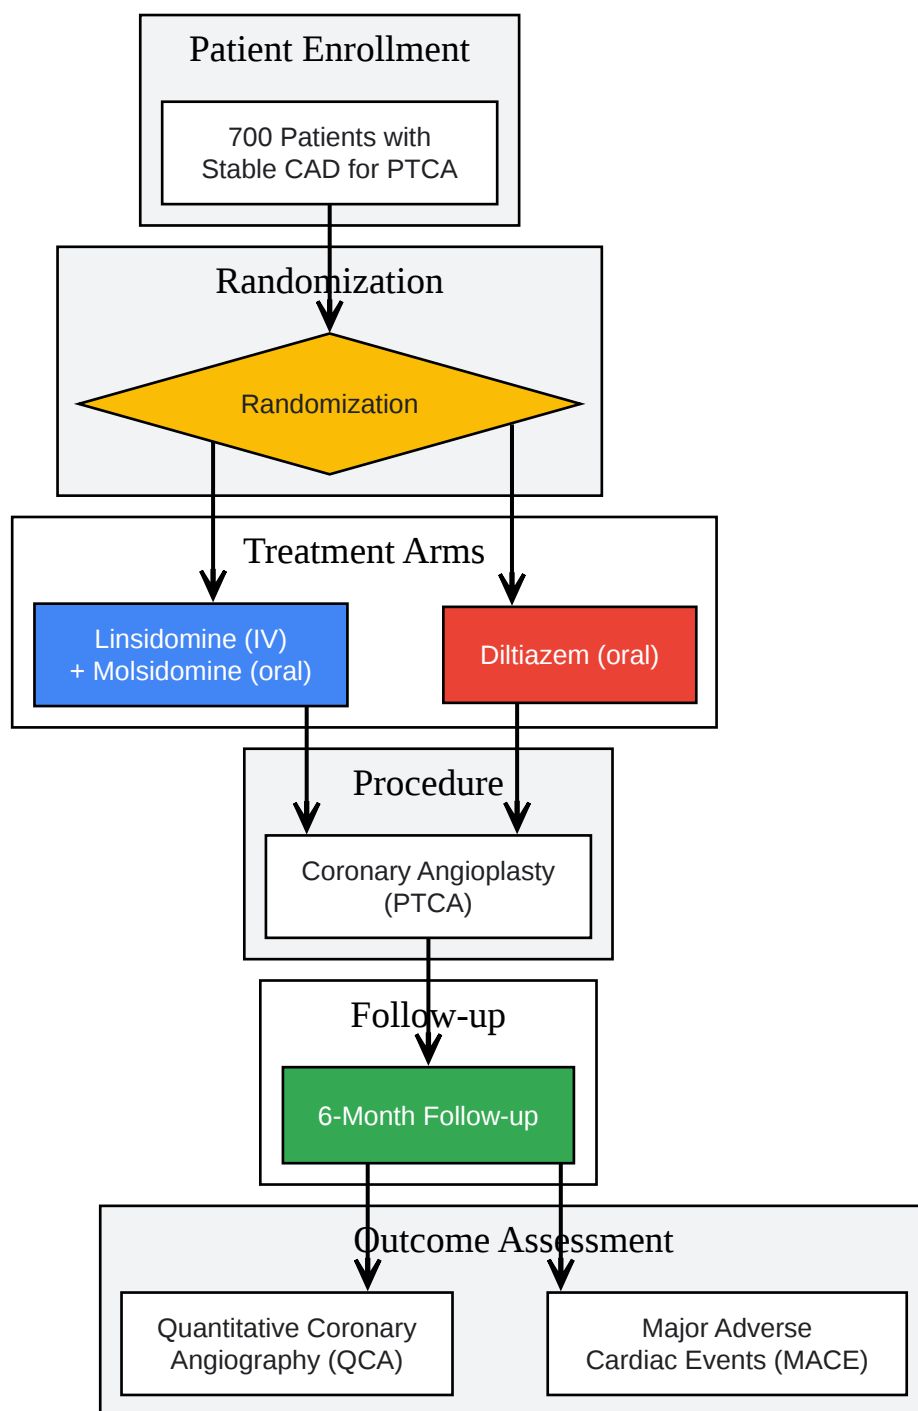 Patient Enrollment
700 Patients with
Stable CAD for PTCA
Randomization
Randomization
Treatment Arms
Linsidomine (IV)
+ Molsidomine (oral)
Diltiazem (oral)
Procedure
Coronary Angioplasty
(PTCA)
Follow-up
6-Month Follow-up
Outcome Assessment
Quantitative Coronary
Angiography (QCA)
Major Adverse
Cardiac Events (MACE)